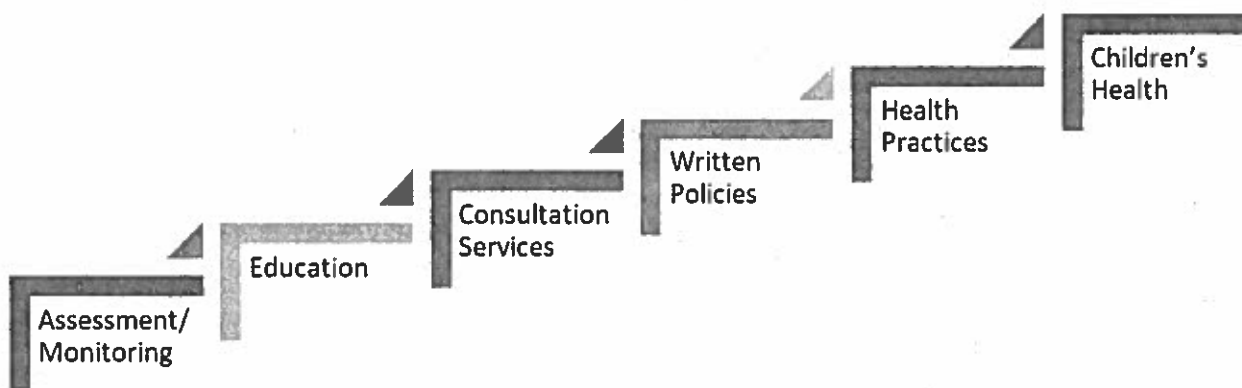 Assessment/
Monitoring
Education
Consultation
Services
Written
Policies
Health
Practices
Children's
Health